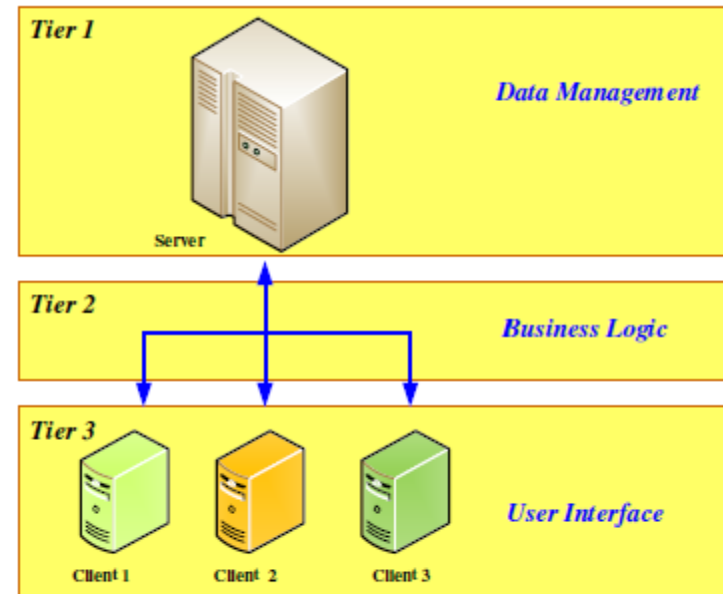 Tier 1
Data Management
Server
Tier 2
Business Logic
Tier 3
User Interface
Client 1
Client 2
Client 3